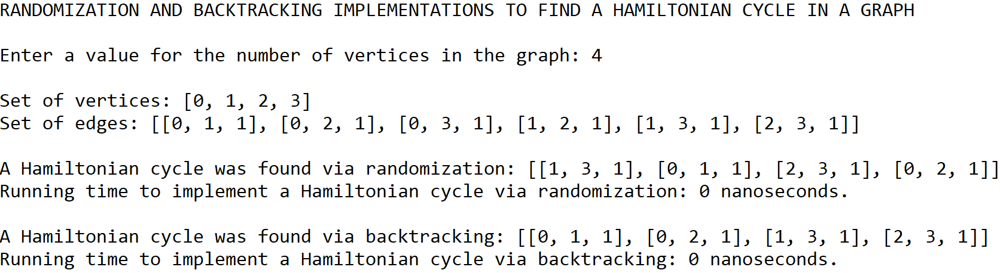 RANDOMIZATION AND BACKTRACKING IMPLEMENTATIONS TO FIND A HAMILTONIAN CYCLE IN A GRAPH
Enter a value for the number of vertices in the graph: 4
Set of vertices: [0, 1, 2, 3]
Set of edges: [[0, 1, 1], [0, 2, 1], [0, 3, 1], [1, 2, 1], [1, 3, 1], [2, 3, 1]]
A Hamiltonian cycle was found via randomization: [[1, 3, 1], [0, 1, 1], [2, 3, 1], [0, 2, 1]]
Running time to implement a Hamiltonian cycle via randomization: 0 nanoseconds.
A Hamiltonian cycle was found via backtracking: [[0, 1, 1], [0, 2, 1], [1, 3, 1], [2, 3, 1]]
Running time to implement a Hamiltonian cycle via backtracking: 0 nanoseconds.